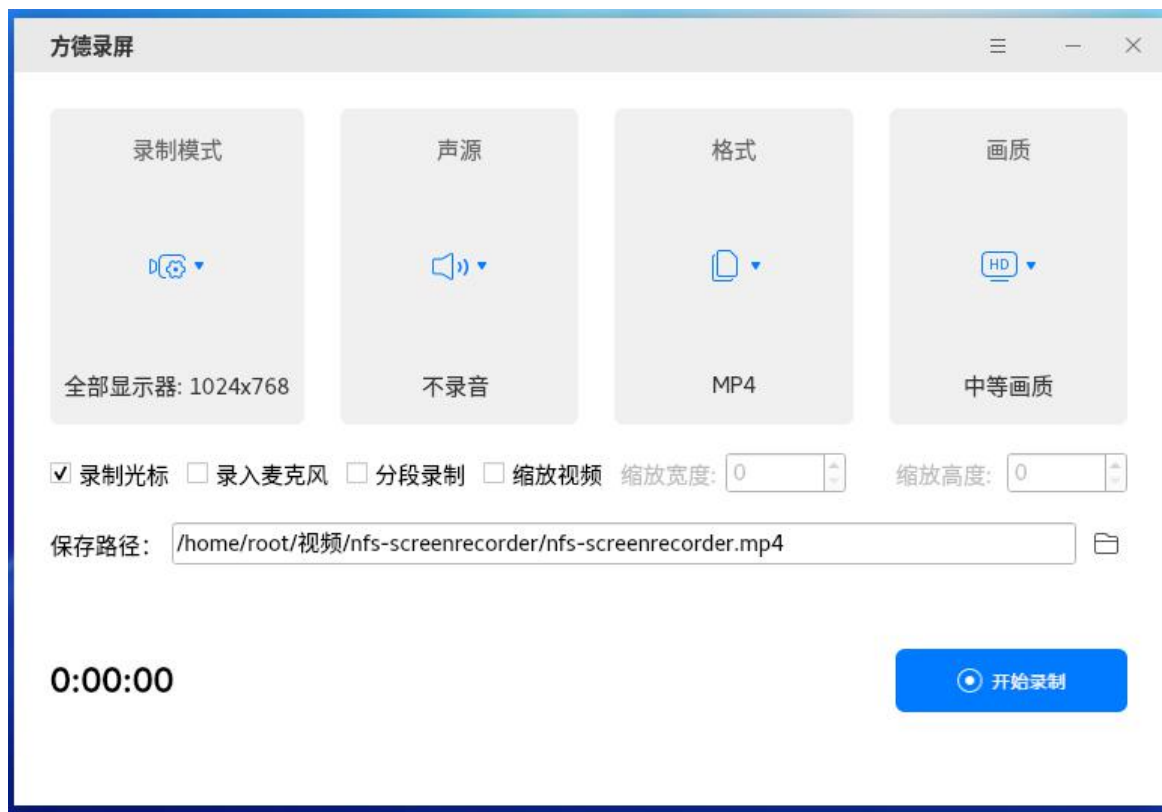 方德录屏
录制模式 声源 格式 画质
HD
全部显示器: 1024x768 不录音 MP4 中等画质
录制光标 录入麦克风 分段录制 缩放视频 缩放宽度: 0 缩放高度: 0
保存路径: /home/root/视频/nfs-screenrecorder/nfs-screenrecorder.mp4
0:00:00 开始录制